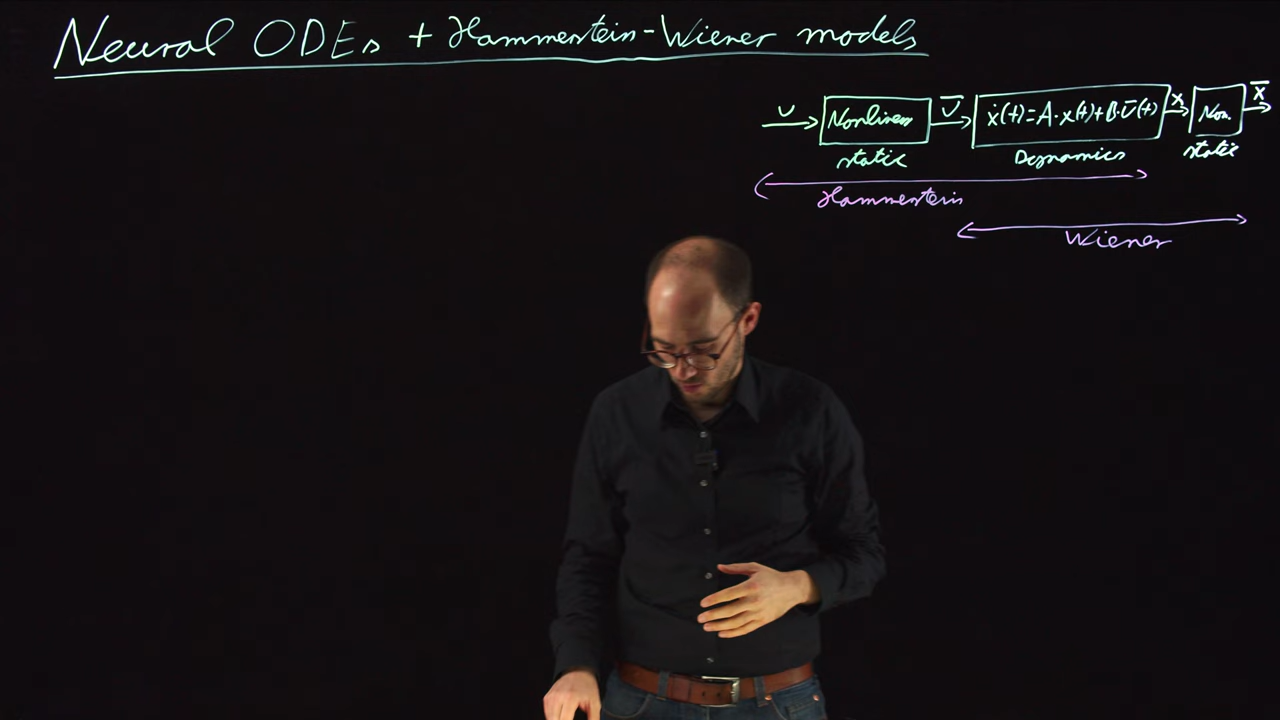 Neural ODEs + Hammerstein-Wiener models
U Nonlinear Ū ẋ(t)=A·x(t)+B·Ū(t) x Non. x̄
static Dynamics static
Hammerstein
Wiener